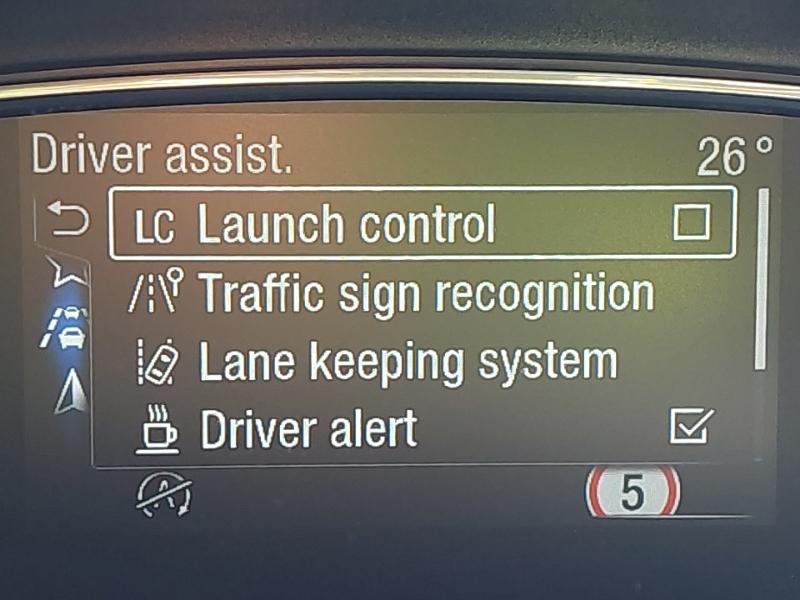 Driver assist.
26°
LC Launch control
Traffic sign recognition
Lane keeping system
Driver alert
A
5